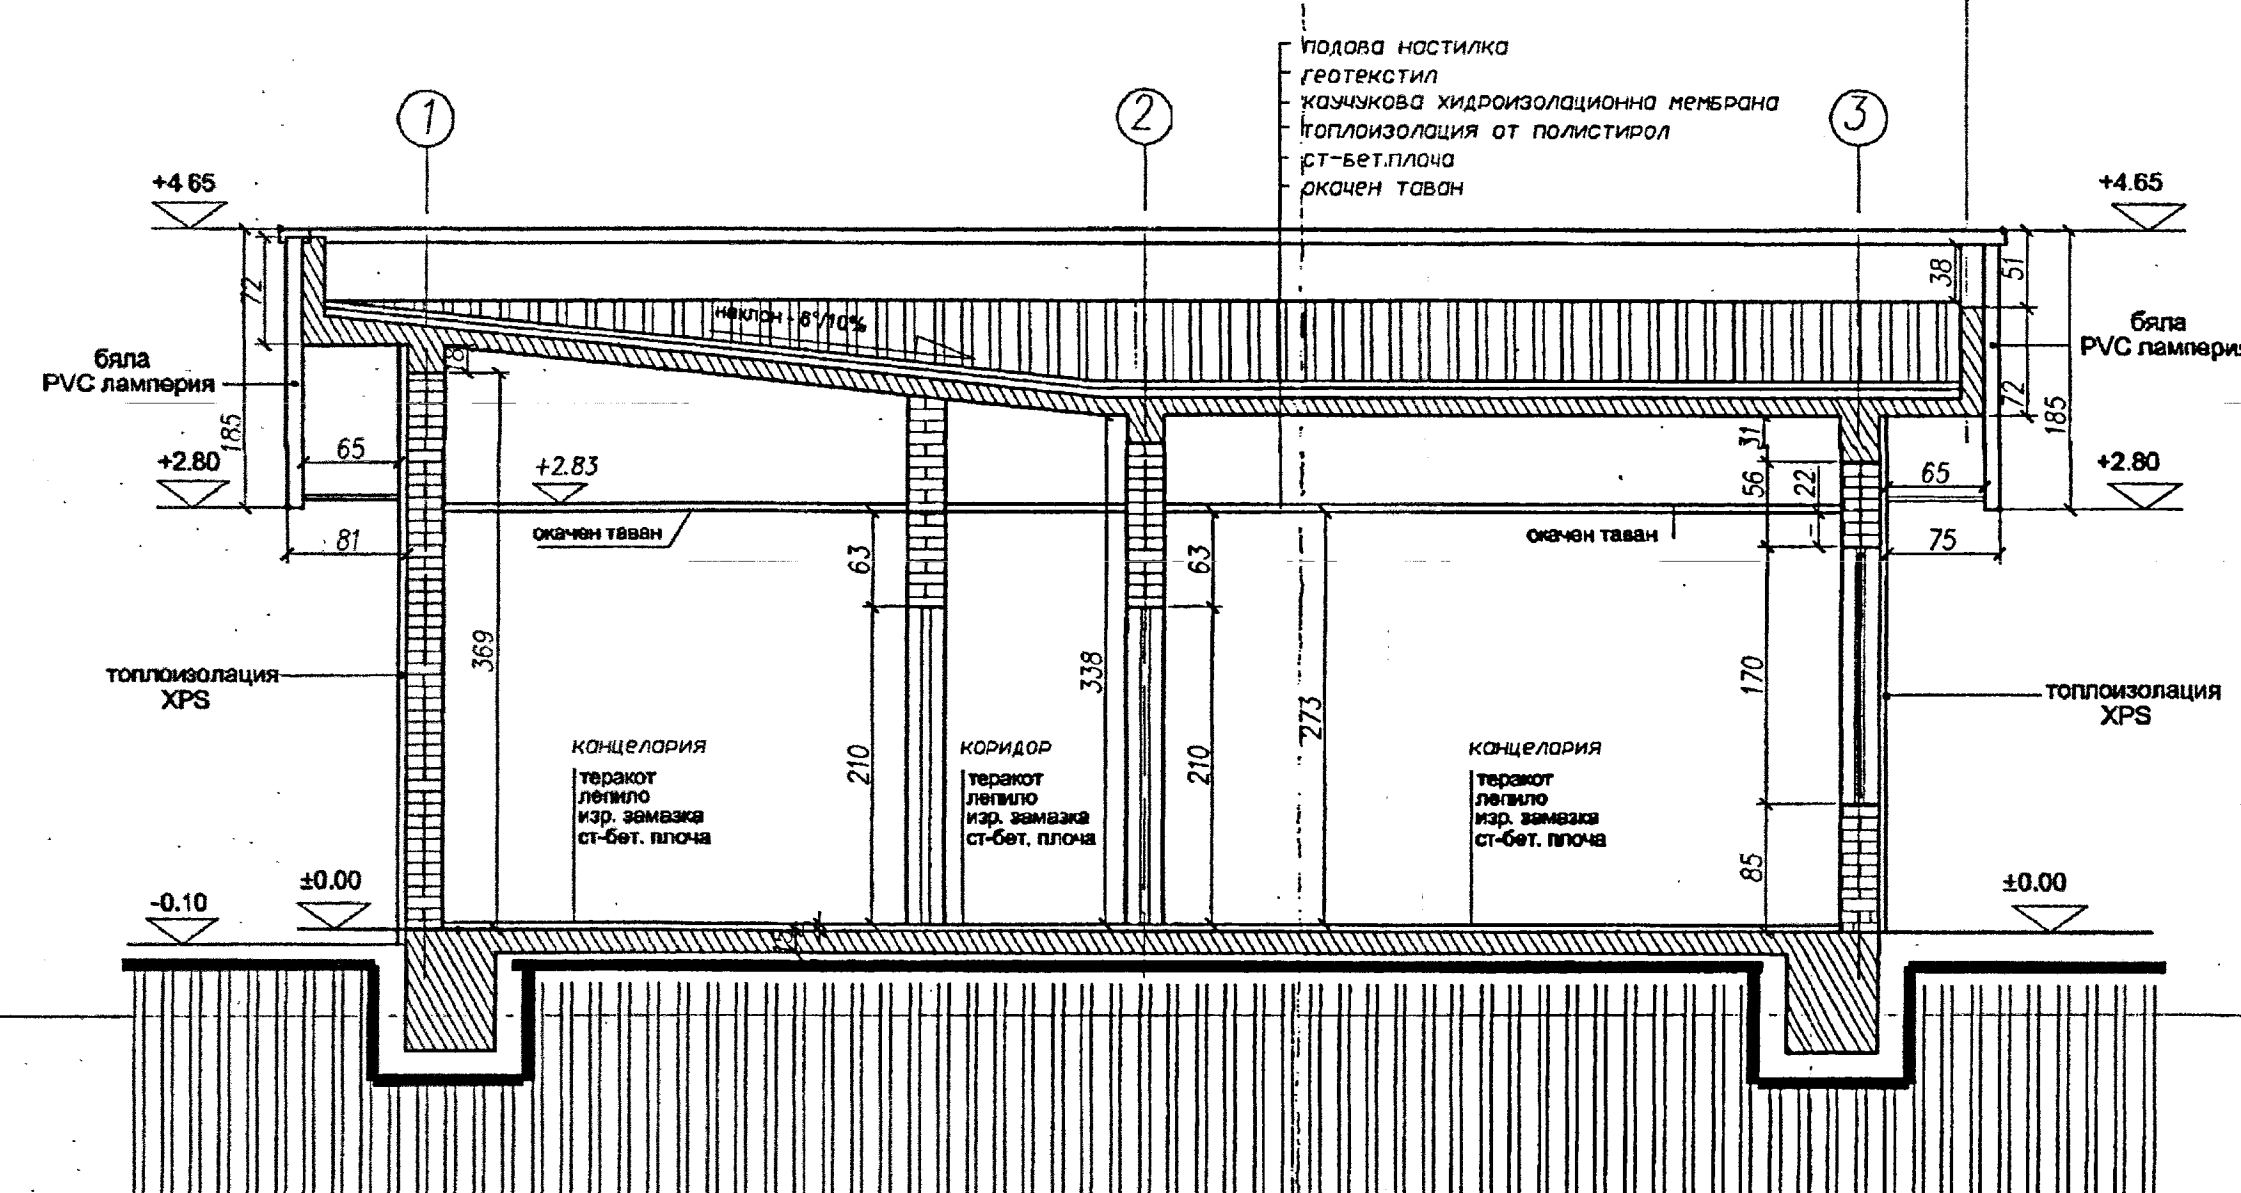 подова настилка
геотекстил
каучукова хидроизолационна мембрана
топлоизолация от полистирол
ст-бет.плоча
окачен таван
1
2
3
+4 65
+4.65
72
38
51
наклон - 6°/10%
бяла
PVC лампeрия
бяла
PVC лампери
18
72
185
185
31
65
+2.80
+2.83
56
22
65
+2.80
окачен таван
окачен таван
81
63
63
75
369
338
273
170
топлоизолация
XPS
топлоизолация
XPS
210
210
канцелария
теракот
лепило
изр. замазка
ст-бет. плоча
коридор
теракот
лепило
изр. замазка
ст-бет. плоча
канцелария
теракот
лепило
изр. замазка
ст-бет. плоча
85
-0.10
±0.00
±0.00
15